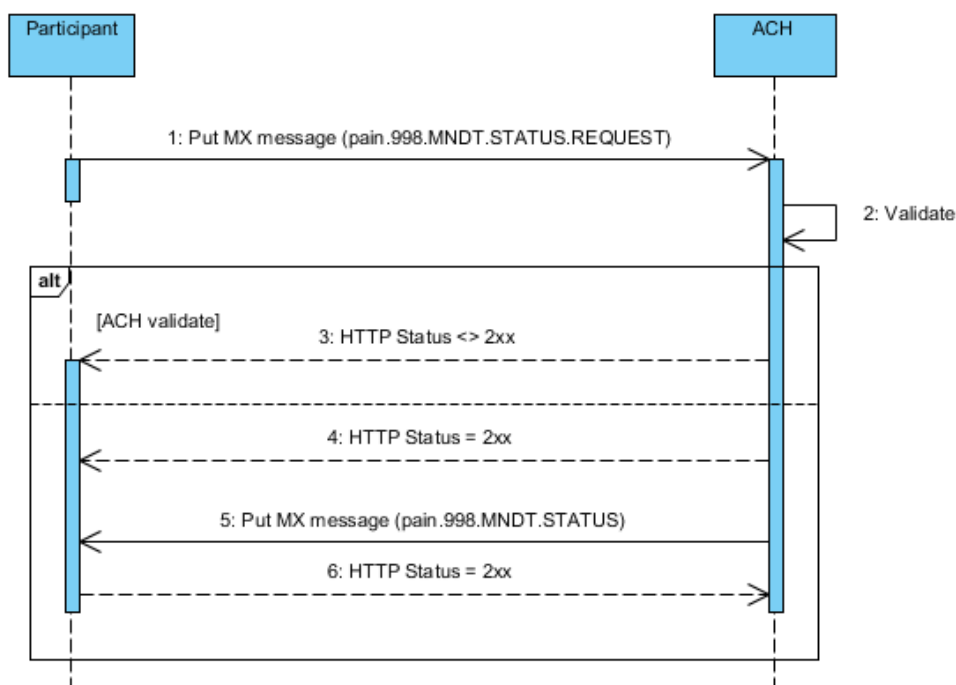 Participant
ACH
1: Put MX message (pain.998.MNDT.STATUS.REQUEST)
2: Validate
alt
[ACH validate]
3: HTTP Status <> 2xx
4: HTTP Status = 2xx
5: Put MX message (pain.998.MNDT.STATUS)
6: HTTP Status = 2xx